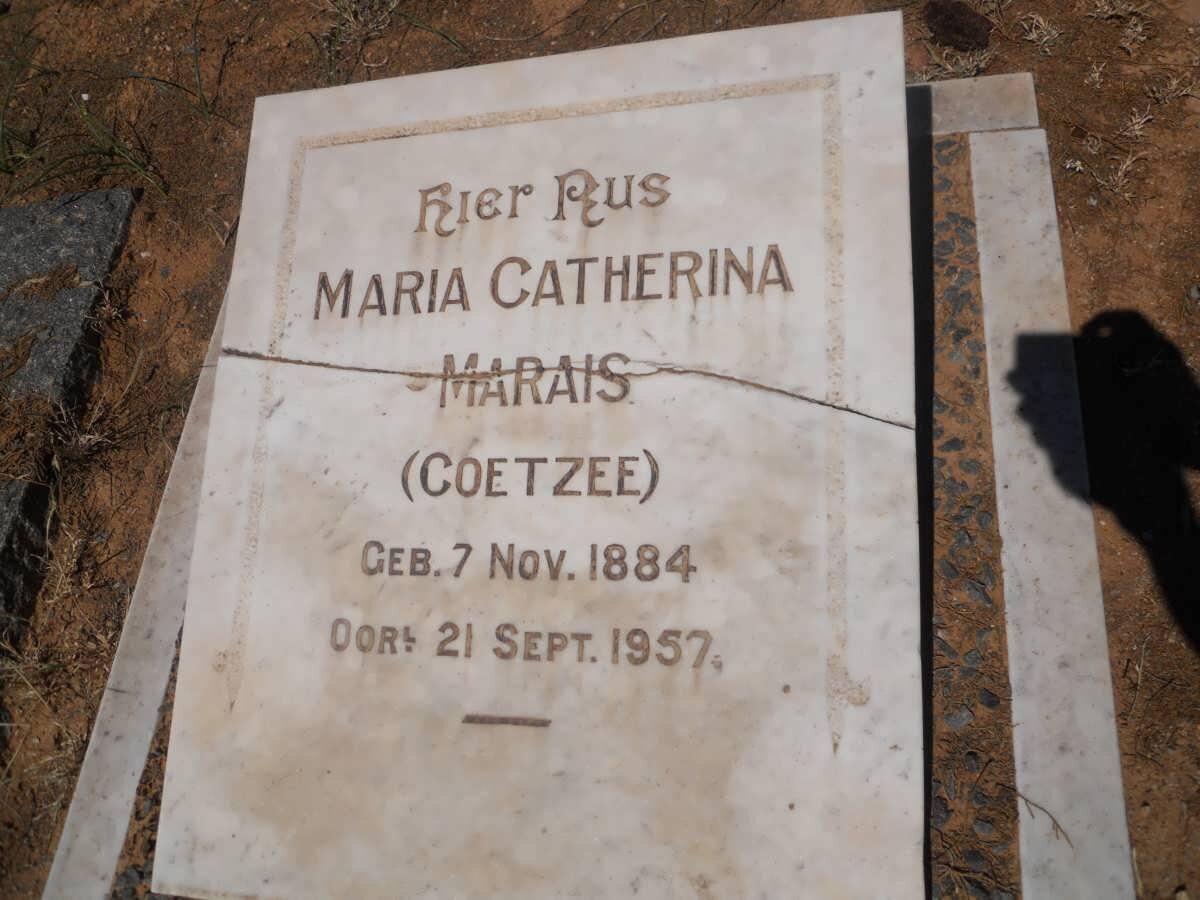 Hier Rus
MARIA CATHERINA
MARAIS
(COETZEE)
GEB. 7 NOV. 1884
OORL. 21 SEPT. 1957.